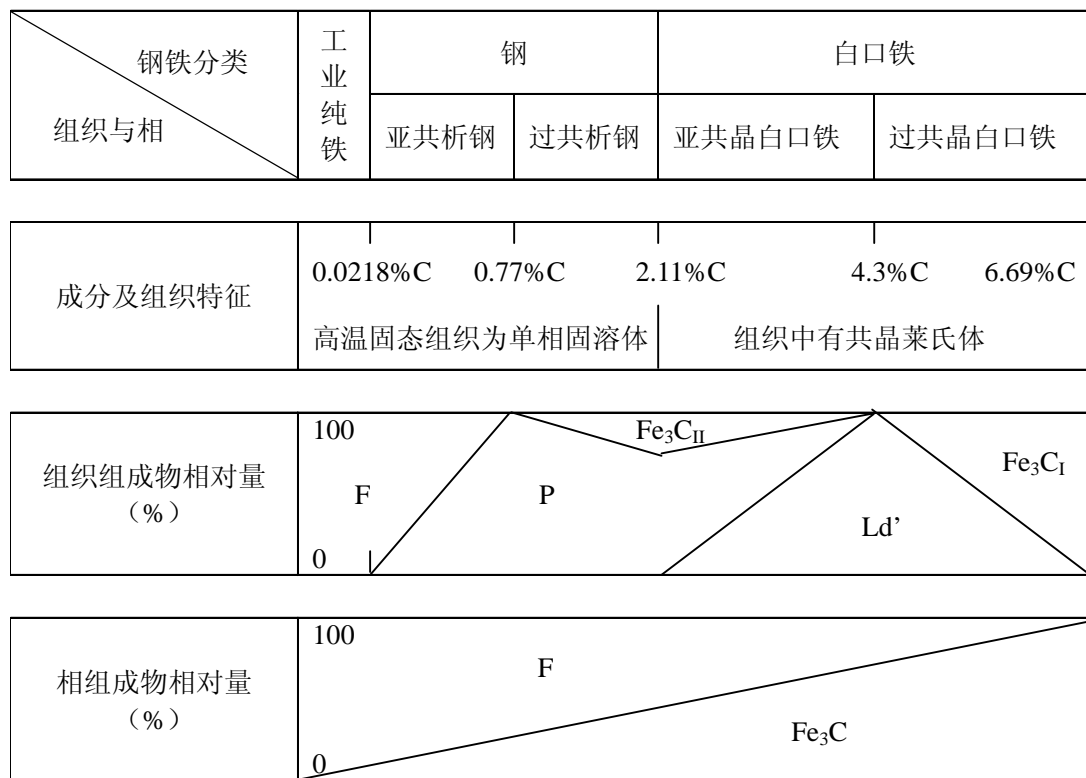 钢铁分类
组织与相
工业纯铁
钢
白口铁
亚共析钢
过共析钢
亚共晶白口铁
过共晶白口铁
成分及组织特征
0.0218%C
0.77%C
2.11%C
4.3%C
6.69%C
高温固态组织为单相固溶体
组织中有共晶莱氏体
组织组成物相对量
（%）
100
0
F
P
Fe₃C_II
Ld’
Fe₃C_I
相组成物相对量
（%）
100
0
F
Fe₃C